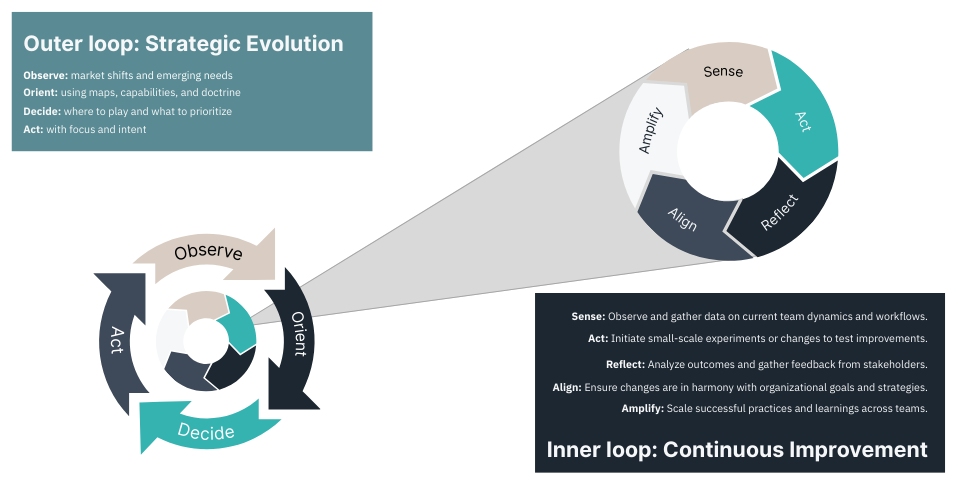 Outer loop: Strategic Evolution
Observe: market shifts and emerging needs
Orient: using maps, capabilities, and doctrine
Decide: where to play and what to prioritize
Act: with focus and intent
Sense
Act
Reflect
Align
Amplify
Observe
Orient
Decide
Act
Sense: Observe and gather data on current team dynamics and workflows.
Act: Initiate small-scale experiments or changes to test improvements.
Reflect: Analyze outcomes and gather feedback from stakeholders.
Align: Ensure changes are in harmony with organizational goals and strategies.
Amplify: Scale successful practices and learnings across teams.
Inner loop: Continuous Improvement